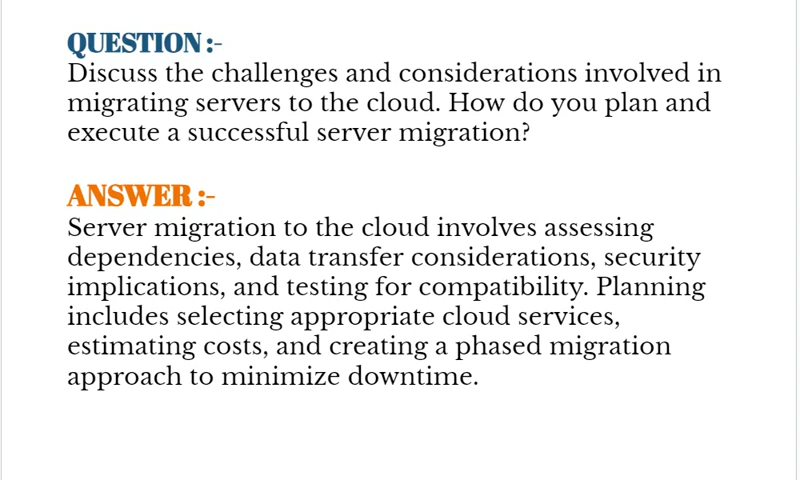 QUESTION :-
Discuss the challenges and considerations involved in
migrating servers to the cloud. How do you plan and
execute a successful server migration?
ANSWER :-
Server migration to the cloud involves assessing
dependencies, data transfer considerations, security
implications, and testing for compatibility. Planning
includes selecting appropriate cloud services,
estimating costs, and creating a phased migration
approach to minimize downtime.